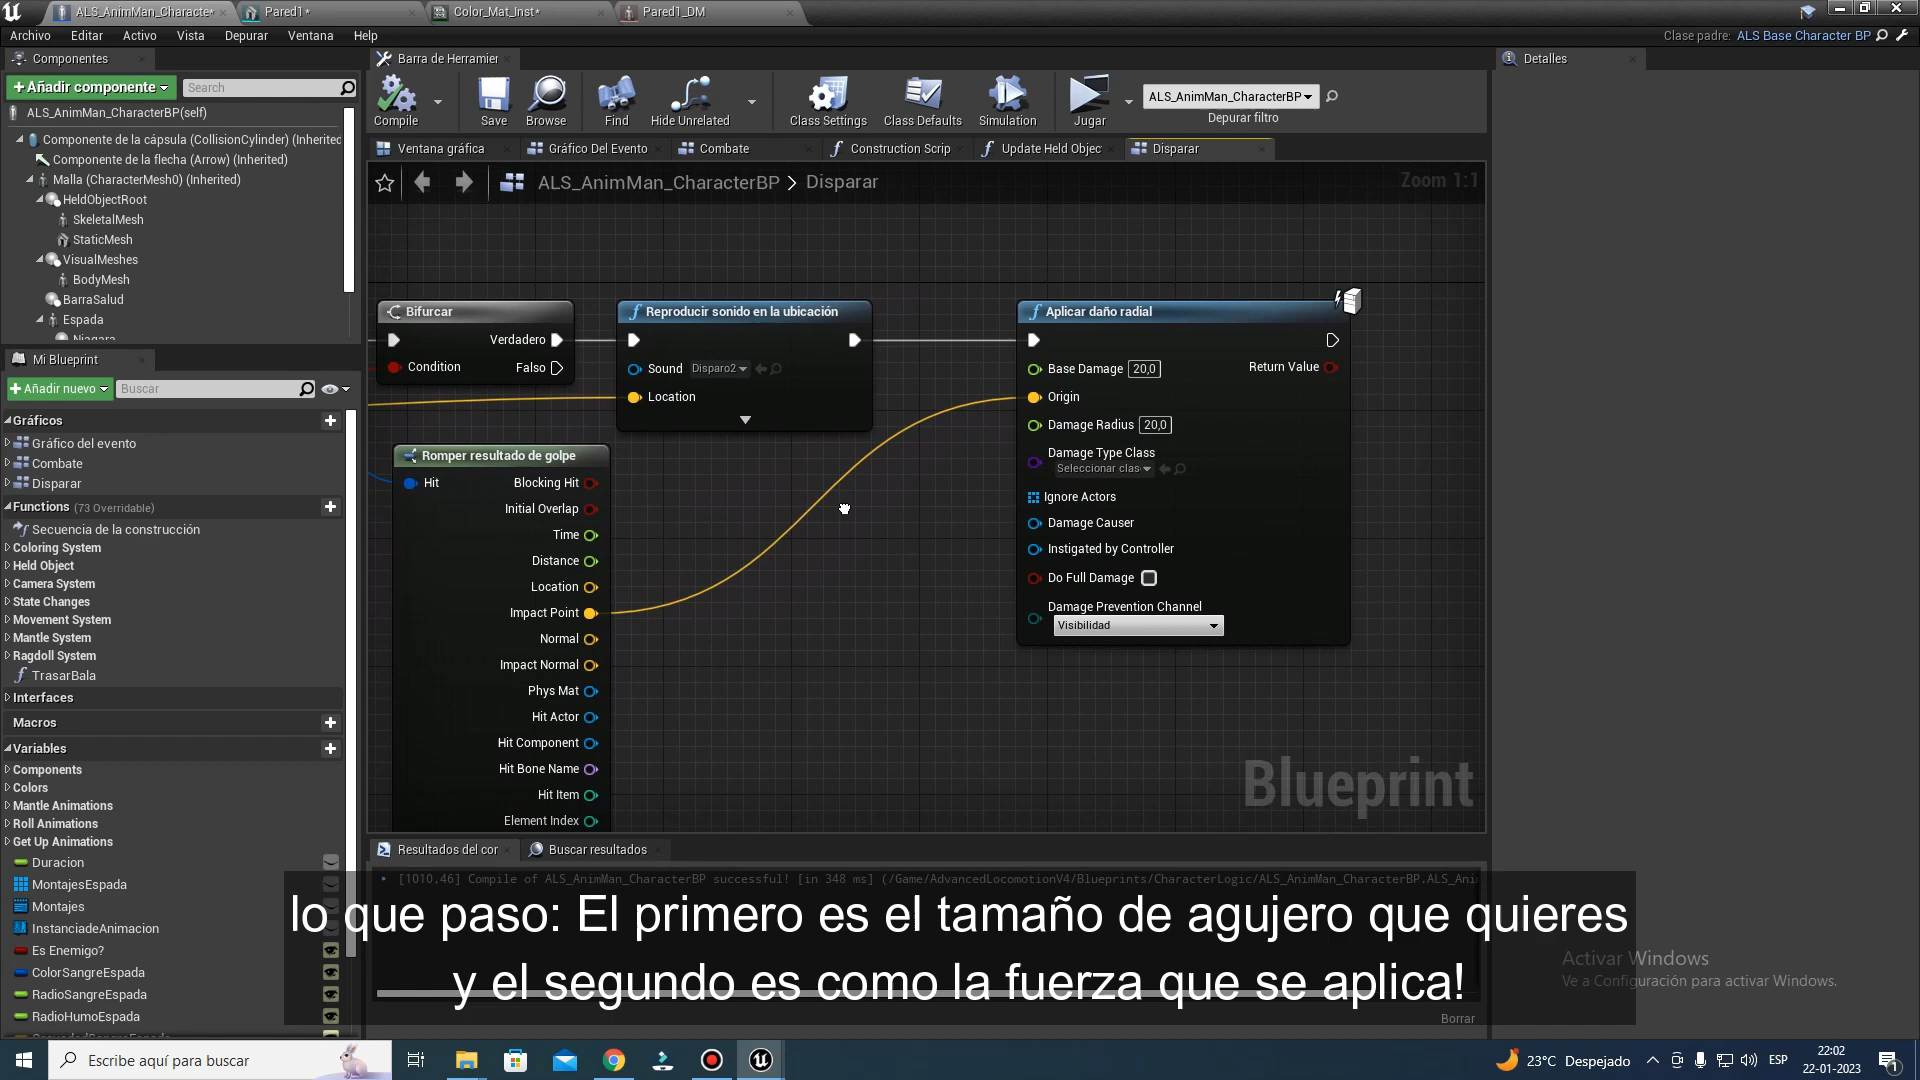 ALS_AnimMan_Characte*
Pared1*
Color_Mat_Inst*
Pared1_DM
Archivo
Editar
Activo
Vista
Depurar
Ventana
Help
Clase padre:
ALS Base Character BP
Componentes
Añadir componente
Search
ALS_AnimMan_CharacterBP(self)
Componente de la cápsula (CollisionCylinder) (Inherited
Componente de la flecha (Arrow) (Inherited)
Malla (CharacterMesh0) (Inherited)
HeldObjectRoot
SkeletalMesh
StaticMesh
VisualMeshes
BodyMesh
BarraSalud
Espada
Niagara
Mi Blueprint
Añadir nuevo
Buscar
Gráficos
Gráfico del evento
Combate
Disparar
Functions (73 Overridable)
Secuencia de la construcción
Coloring System
Held Object
Camera System
State Changes
Movement System
Mantle System
Ragdoll System
TrasarBala
Interfaces
Macros
Variables
Components
Colors
Mantle Animations
Roll Animations
Get Up Animations
Duracion
MontajesEspada
Montajes
InstanciadeAnimacion
Es Enemigo?
ColorSangreEspada
RadioSangreEspada
RadioHumoEspada
Barra de Herramier
Compile
Save
Browse
Find
Hide Unrelated
Class Settings
Class Defaults
Simulation
Jugar
ALS_AnimMan_CharacterBP
Depurar filtro
Ventana gráfica
Gráfico Del Evento
Combate
Construction Scrip
Update Held Objec
Disparar
ALS_AnimMan_CharacterBP > Disparar
Zoom 1:1
Bifurcar
Verdadero
Condition
Falso
Reproducir sonido en la ubicación
Sound
Disparo2
Location
Romper resultado de golpe
Hit
Blocking Hit
Initial Overlap
Time
Distance
Location
Impact Point
Normal
Impact Normal
Phys Mat
Hit Actor
Hit Component
Hit Bone Name
Hit Item
Element Index
Aplicar daño radial
Base Damage
20,0
Return Value
Origin
Damage Radius
20,0
Damage Type Class
Seleccionar clas
Ignore Actors
Damage Causer
Instigated by Controller
Do Full Damage
Damage Prevention Channel
Visibilidad
Blueprint
Detalles
Resultados del cor
Buscar resultados
[1010,46] Compile of ALS_AnimMan_CharacterBP successful! [in 348 ms] (/Game/AdvancedLocomotionV4/Blueprints/CharacterLogic/ALS_AnimMan_CharacterBP.ALS_Ani
lo que paso: El primero es el tamaño de agujero que quieres
y el segundo es como la fuerza que se aplica!
Borrar
Activar Windows
Ve a Configuración para activar Windows.
Escribe aquí para buscar
23°C
Despejado
ESP
22:02
22-01-2023
1